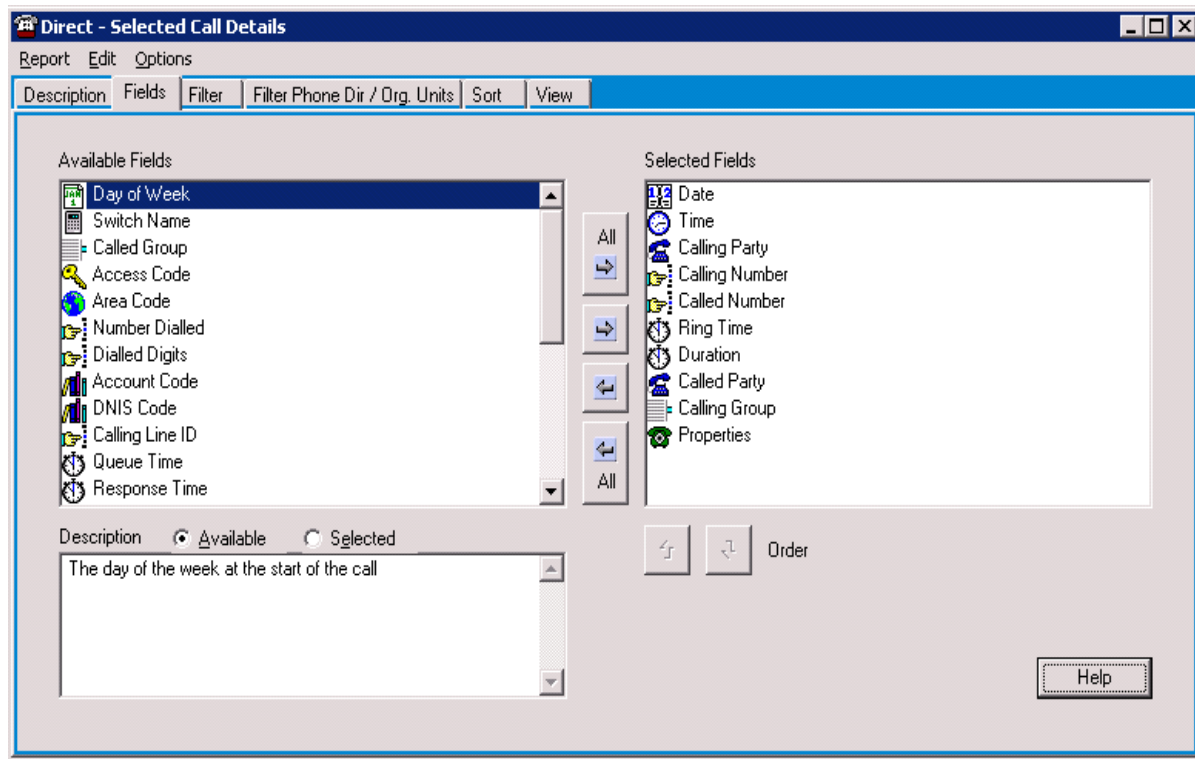 Direct - Selected Call Details
Report Edit Options
Description Fields Filter Filter Phone Dir / Org. Units Sort View
Available Fields
Day of Week
Switch Name
Called Group
Access Code
Area Code
Number Dialled
Dialled Digits
Account Code
DNIS Code
Calling Line ID
Queue Time
Response Time
All
All
Selected Fields
Date
Time
Calling Party
Calling Number
Called Number
Ring Time
Duration
Called Party
Calling Group
Properties
Description Available Selected
The day of the week at the start of the call
Order
Help